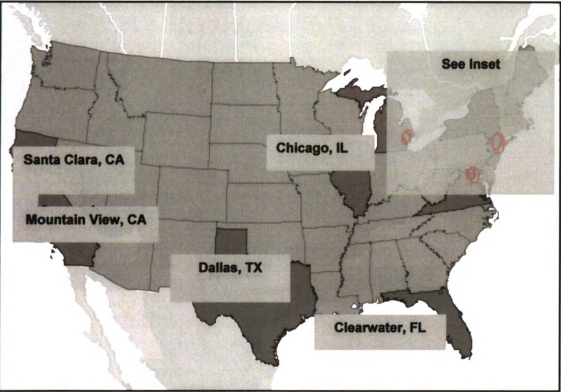 See Inset
Chicago, IL
Santa Clara, CA
Mountain View, CA
Dallas, TX
Clearwater, FL